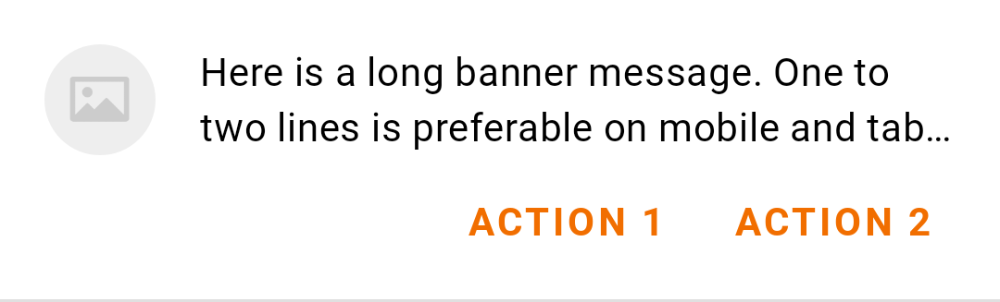 Here is a long banner message. One to
two lines is preferable on mobile and tab…
ACTION 1 ACTION 2